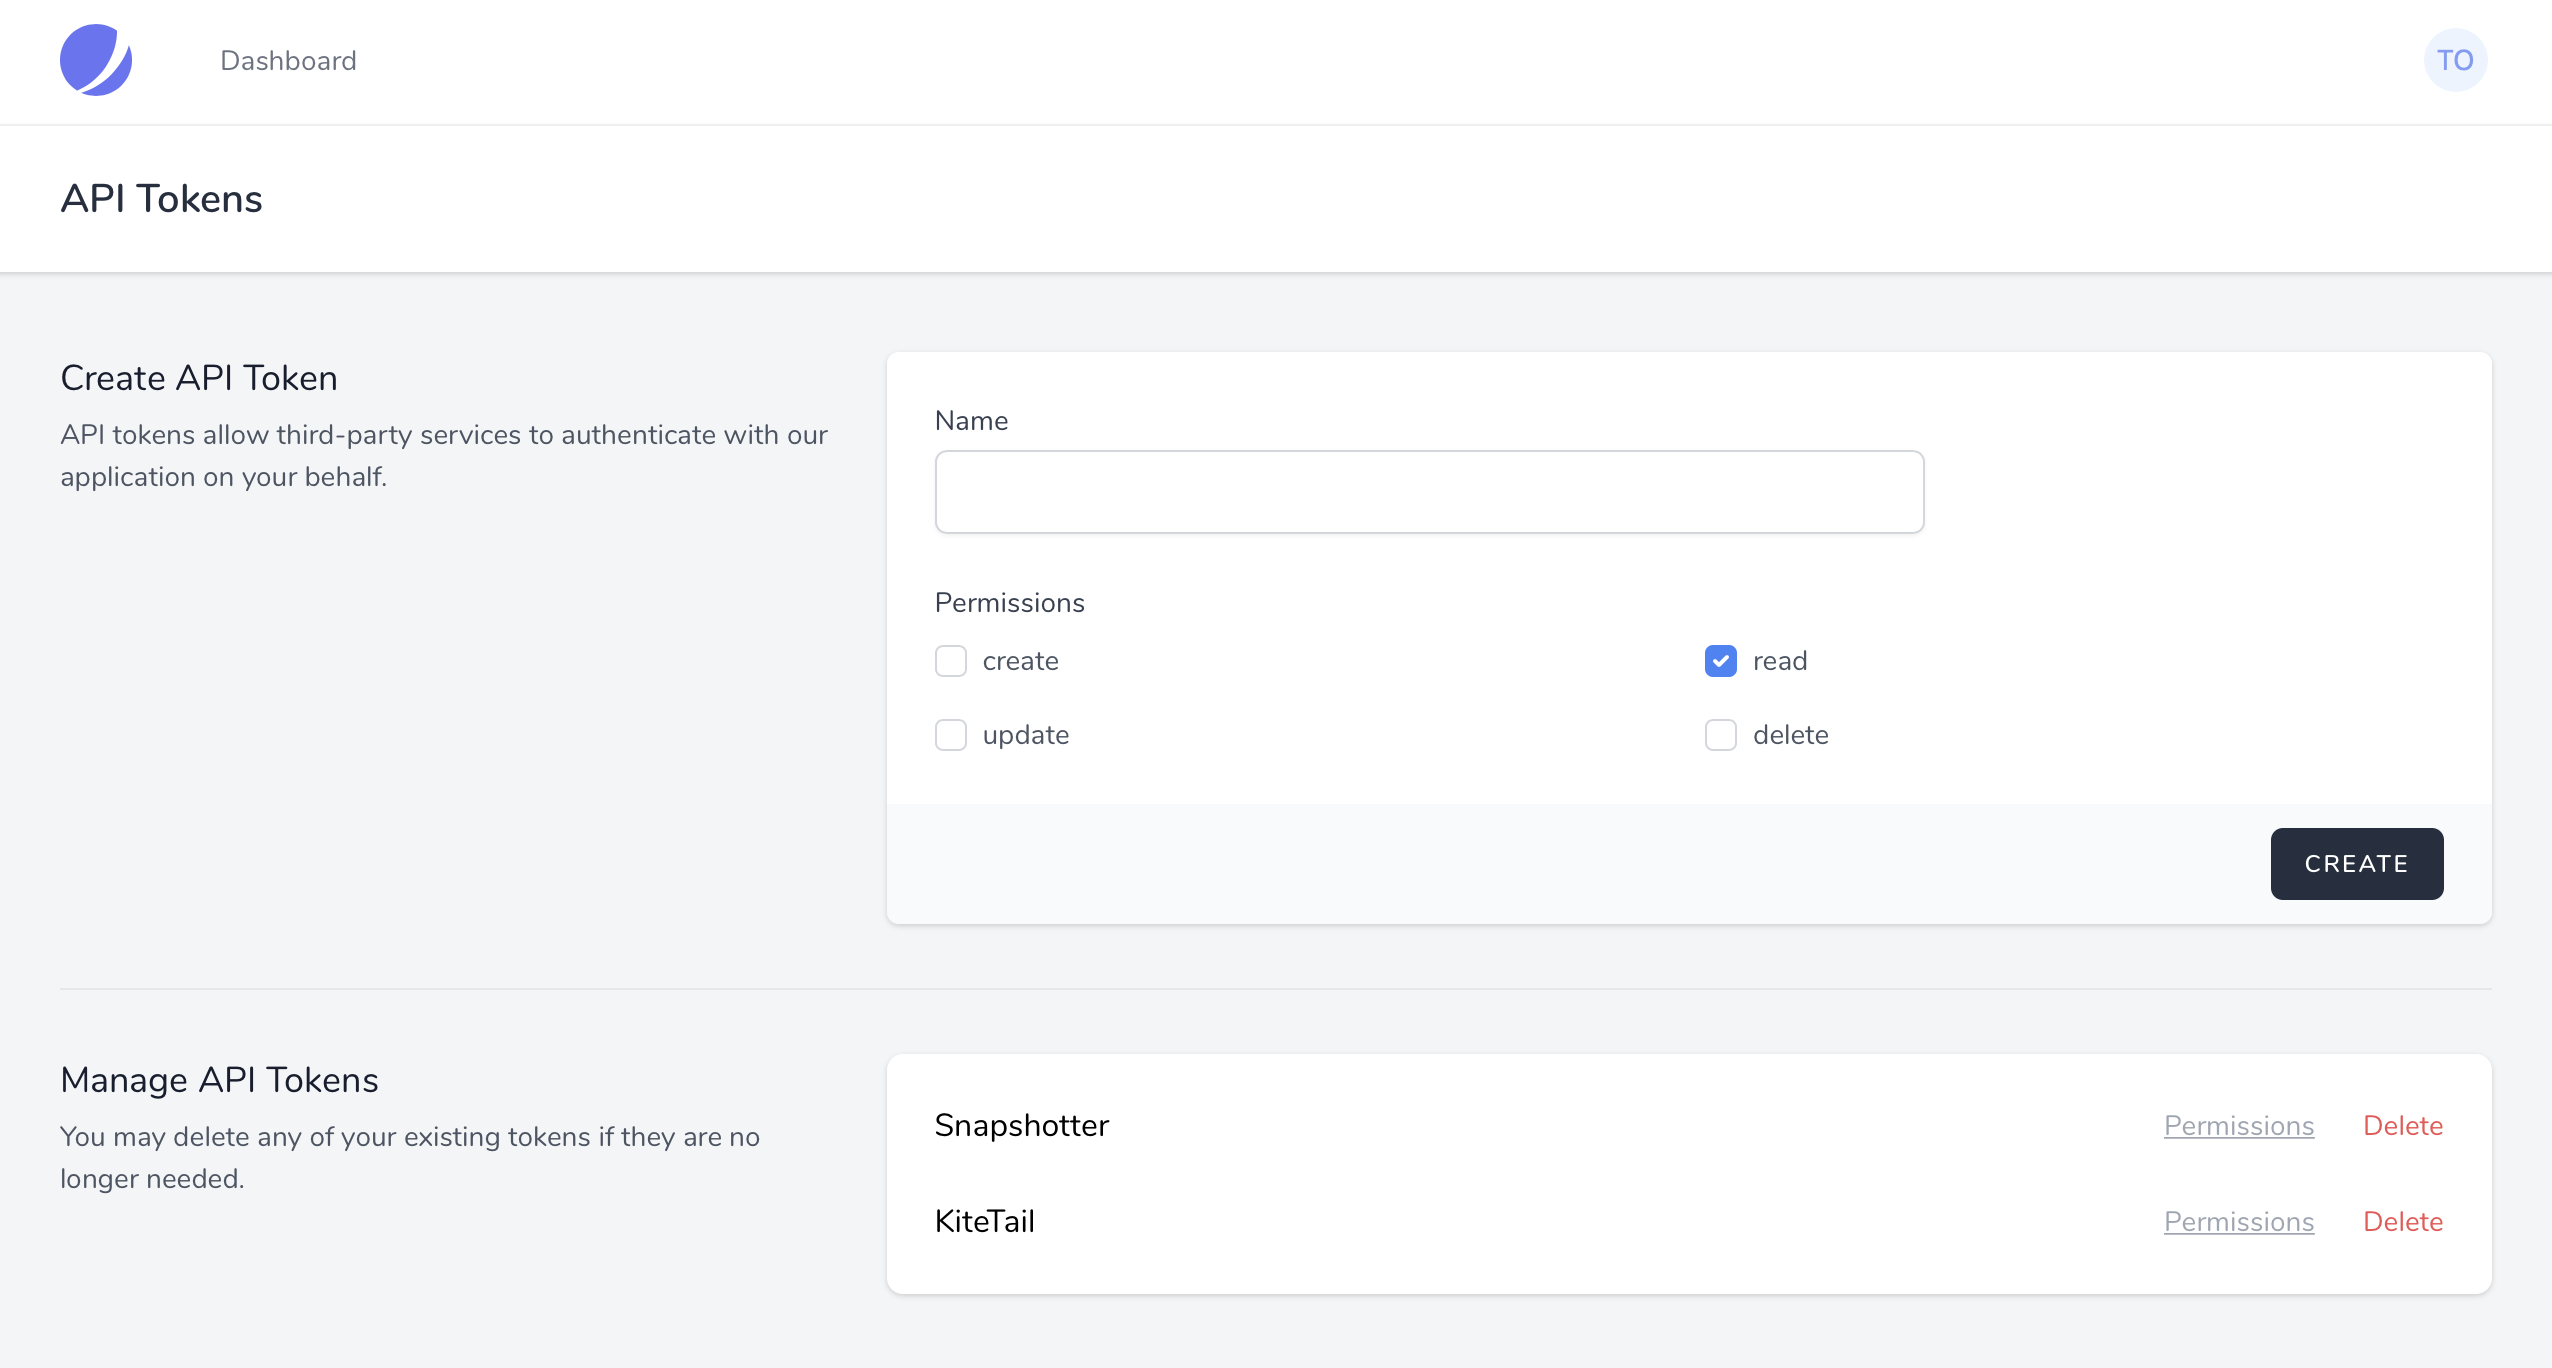 Dashboard
TO
API Tokens
Create API Token
API tokens allow third-party services to authenticate with our
application on your behalf.
Name
Permissions
create
read
update
delete
CREATE
Manage API Tokens
You may delete any of your existing tokens if they are no
longer needed.
Snapshotter
Permissions
Delete
KiteTail
Permissions
Delete